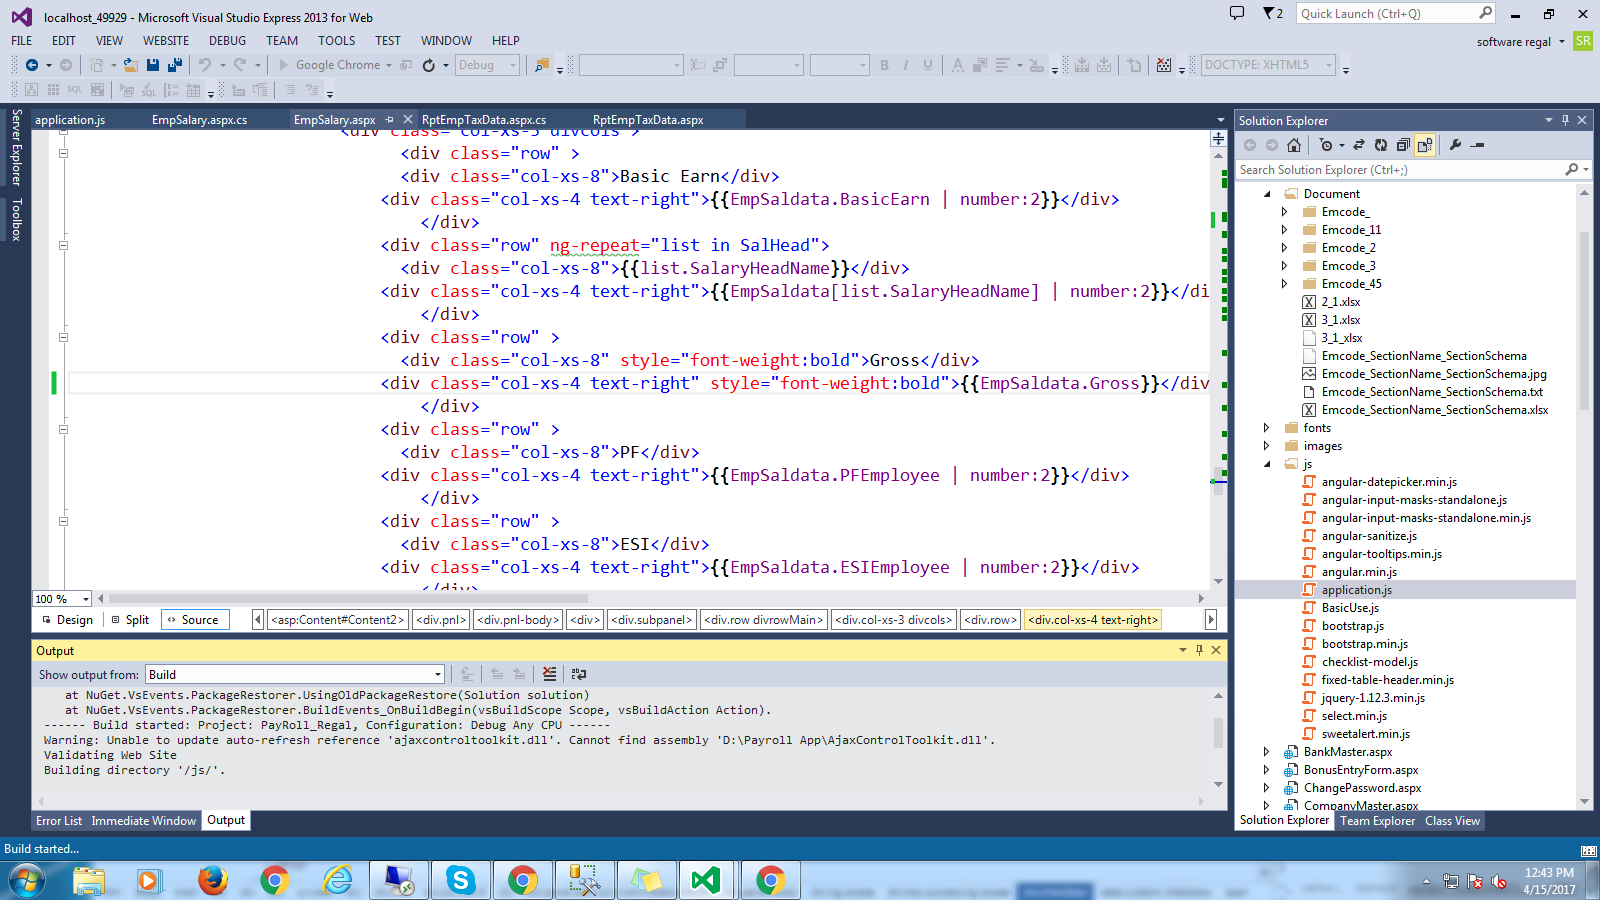 localhost_49929 - Microsoft Visual Studio Express 2013 for Web
2
Quick Launch (Ctrl+Q)
FILE EDIT VIEW WEBSITE DEBUG TEAM TOOLS TEST WINDOW HELP
software regal SR
Google Chrome
Debug
DOCTYPE: XHTML5
SQL
Server Explorer
Toolbox
application.js EmpSalary.aspx.cs EmpSalary.aspx RptEmpTaxData.aspx.cs RptEmpTaxData.aspx
<div class="col-xs-3 divcols">
<div class="row" >
<div class="col-xs-8">Basic Earn</div>
<div class="col-xs-4 text-right">{{EmpSaldata.BasicEarn | number:2}}</div>
</div>
<div class="row" ng-repeat="list in SalHead">
<div class="col-xs-8">{{list.SalaryHeadName}}</div>
<div class="col-xs-4 text-right">{{EmpSaldata[list.SalaryHeadName] | number:2}}</di
</div>
<div class="row" >
<div class="col-xs-8" style="font-weight:bold">Gross</div>
<div class="col-xs-4 text-right" style="font-weight:bold">{{EmpSaldata.Gross}}</div
</div>
<div class="row" >
<div class="col-xs-8">PF</div>
<div class="col-xs-4 text-right">{{EmpSaldata.PFEmployee | number:2}}</div>
</div>
<div class="row" >
<div class="col-xs-8">ESI</div>
<div class="col-xs-4 text-right">{{EmpSaldata.ESIEmployee | number:2}}</div>
</div>
100 %
Design Split Source <asp:Content#Content2> <div.pnl> <div.pnl-body> <div> <div.subpanel> <div.row divrowMain> <div.col-xs-3 divcols> <div.row> <div.col-xs-4 text-right>
Output
Show output from: Build
at NuGet.VsEvents.PackageRestorer.UsingOldPackageRestore(Solution solution)
at NuGet.VsEvents.PackageRestorer.BuildEvents_OnBuildBegin(vsBuildScope Scope, vsBuildAction Action).
------ Build started: Project: PayRoll_Regal, Configuration: Debug Any CPU ------
Warning: Unable to update auto-refresh reference 'ajaxcontroltoolkit.dll'. Cannot find assembly 'D:\Payroll App\AjaxControlToolkit.dll'.
Validating Web Site
Building directory '/js/'.
Error List Immediate Window Output
Solution Explorer
Search Solution Explorer (Ctrl+;)
Document
Emcode_
Emcode_11
Emcode_2
Emcode_3
Emcode_45
2_1.xlsx
3_1.xlsx
3_1_xlsx
Emcode_SectionName_SectionSchema
Emcode_SectionName_SectionSchema.jpg
Emcode_SectionName_SectionSchema.txt
Emcode_SectionName_SectionSchema.xlsx
fonts
images
js
angular-datepicker.min.js
angular-input-masks-standalone.js
angular-input-masks-standalone.min.js
angular-sanitize.js
angular-tooltips.min.js
angular.min.js
application.js
BasicUse.js
bootstrap.js
bootstrap.min.js
checklist-model.js
fixed-table-header.min.js
jquery-1.12.3.min.js
select.min.js
sweetalert.min.js
BankMaster.aspx
BonusEntryForm.aspx
ChangePassword.aspx
CompanyMaster.aspx
Solution Explorer Team Explorer Class View
Build started...
12:43 PM
4/15/2017